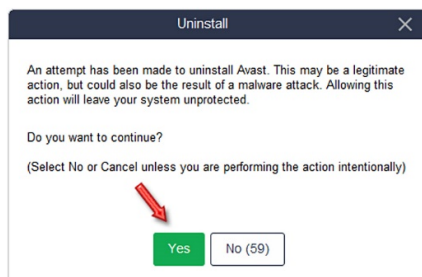 Uninstall
An attempt has been made to uninstall Avast. This may be a legitimate
action, but could also be the result of a malware attack. Allowing this
action will leave your system unprotected.
Do you want to continue?
(Select No or Cancel unless you are performing the action intentionally)
Yes No (59)